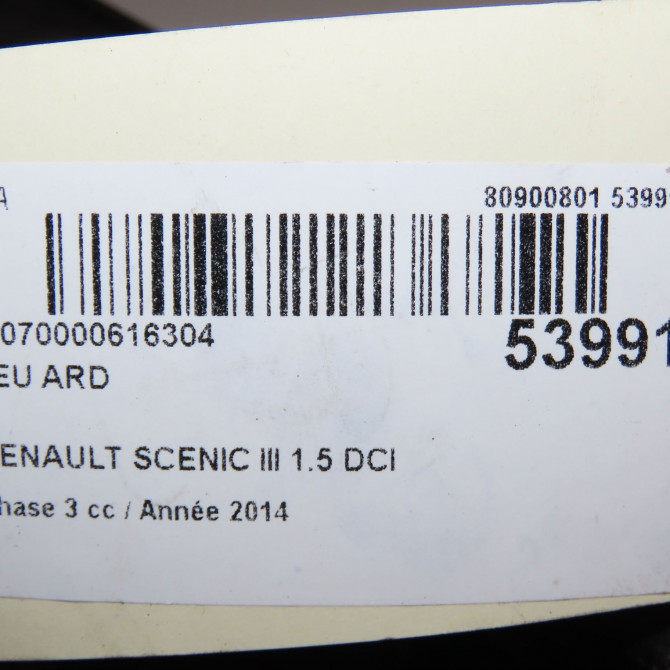 A 80900801 5399
070000616304
53991
EU ARD
ENAULT SCENIC III 1.5 DCI
hase 3 cc / Année 2014